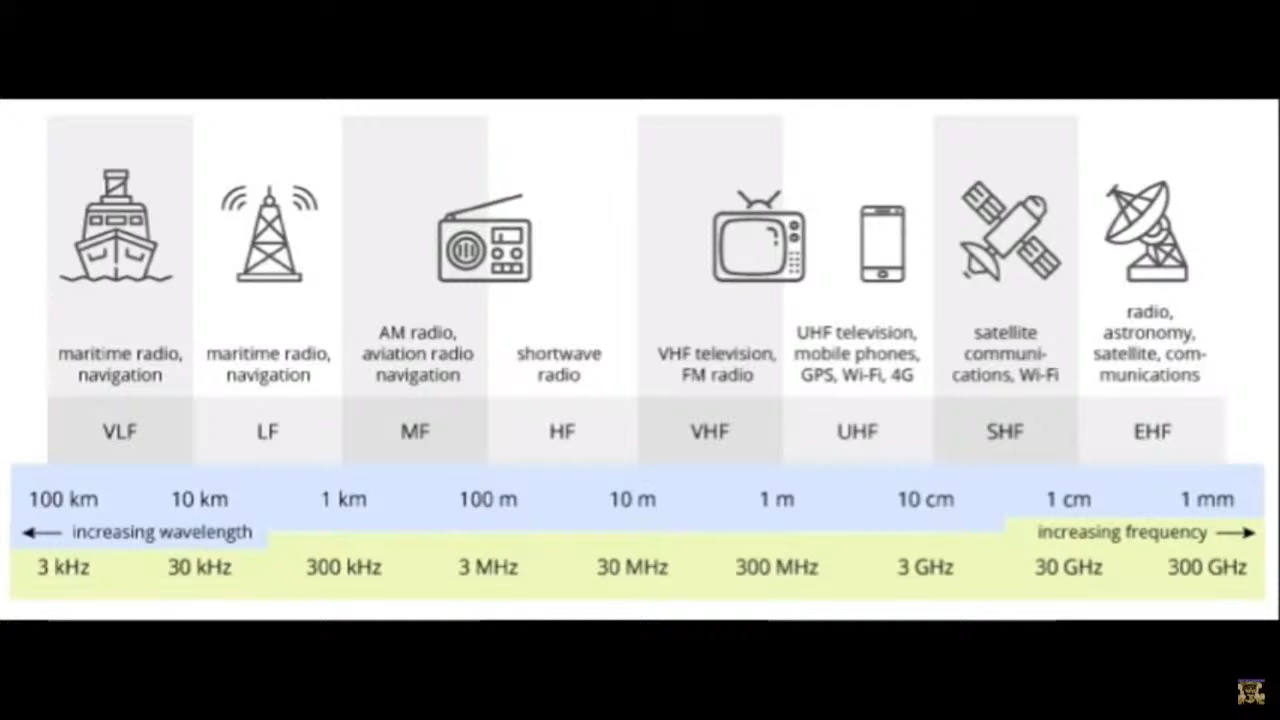 maritime radio,
navigation
maritime radio,
navigation
AM radio,
aviation radio
navigation
shortwave
radio
VHF television,
FM radio
UHF television,
mobile phones,
GPS, Wi-Fi, 4G
satellite
communi-
cations, Wi-Fi
radio,
astronomy,
satellite, com-
munications
VLF LF MF HF VHF UHF SHF EHF
100 km 10 km 1 km 100 m 10 m 1 m 10 cm 1 cm 1 mm
increasing wavelength increasing frequency
3 kHz 30 kHz 300 kHz 3 MHz 30 MHz 300 MHz 3 GHz 30 GHz 300 GHz